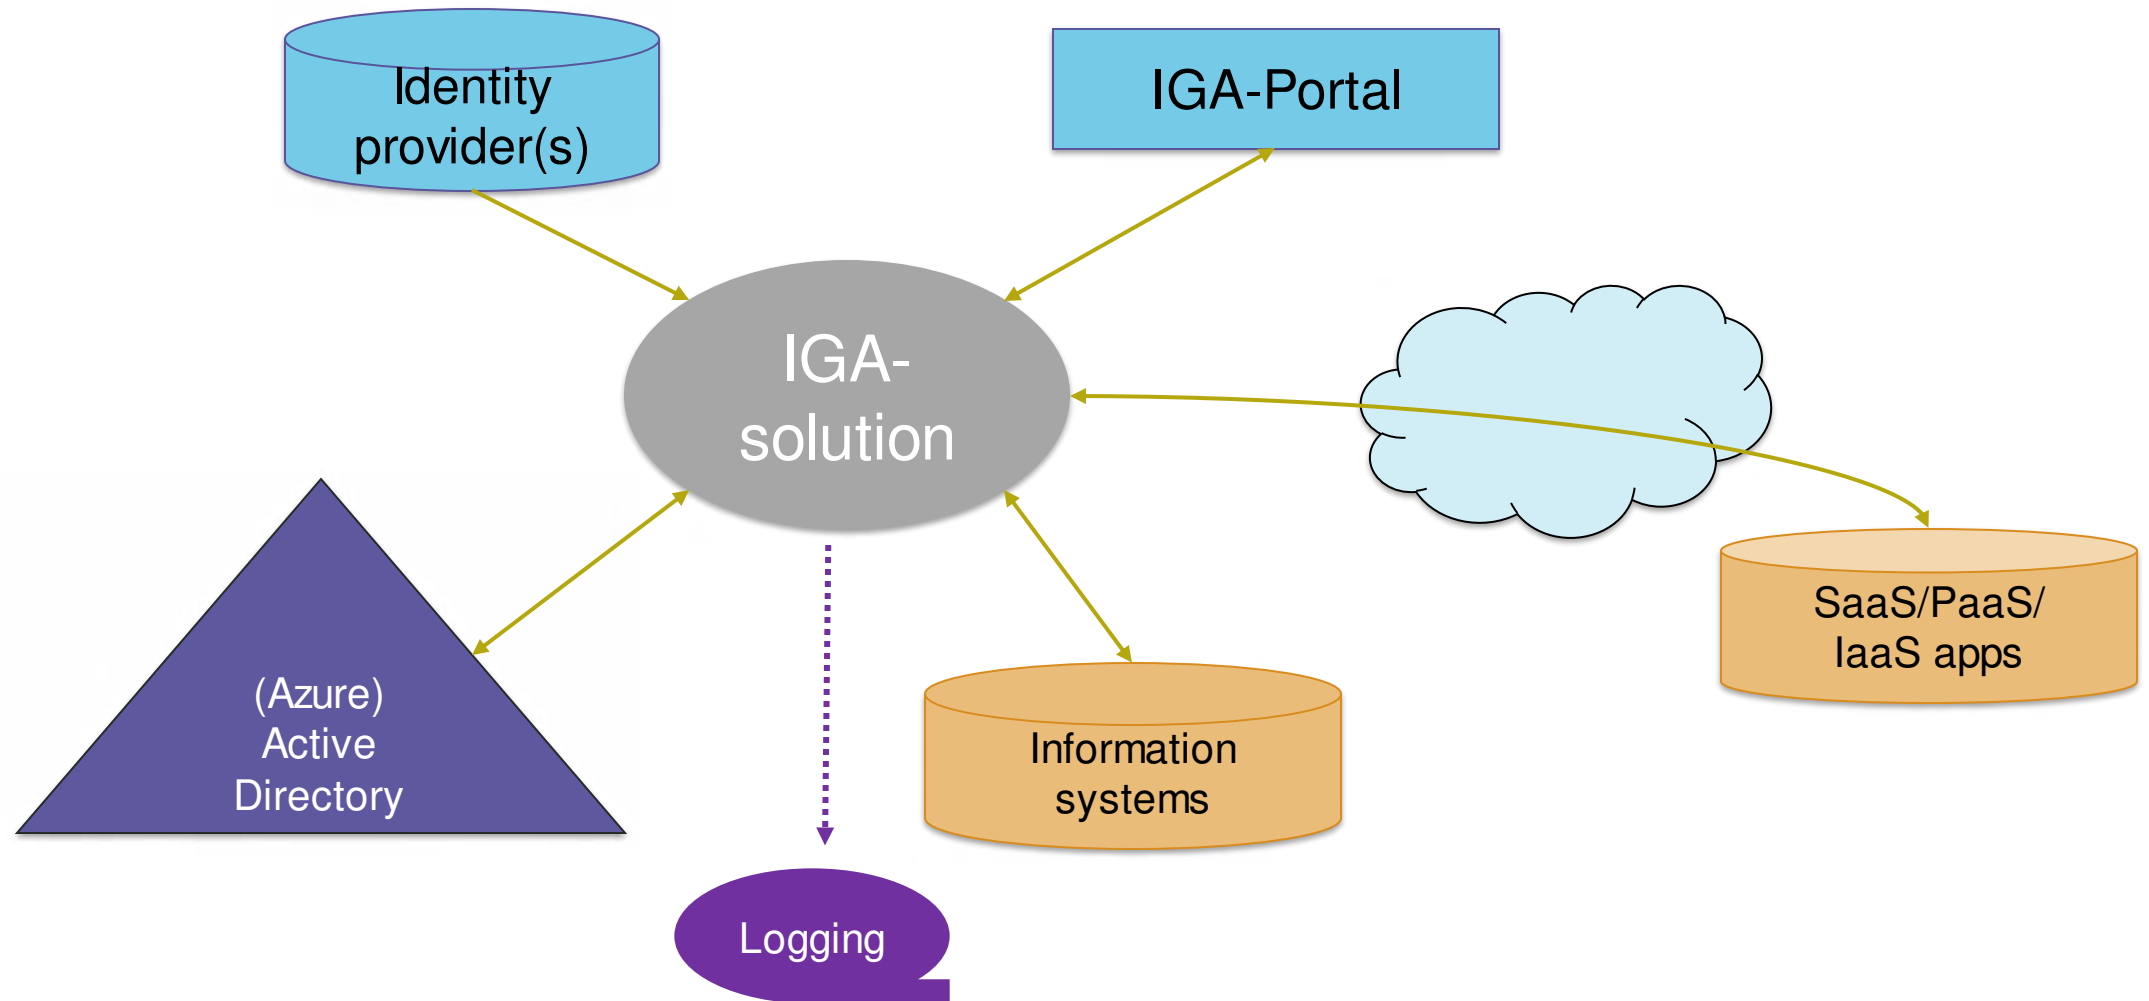 Identity
provider(s)
IGA-Portal
IGA-
solution
SaaS/PaaS/
IaaS apps
(Azure)
Active
Directory
Information
systems
Logging